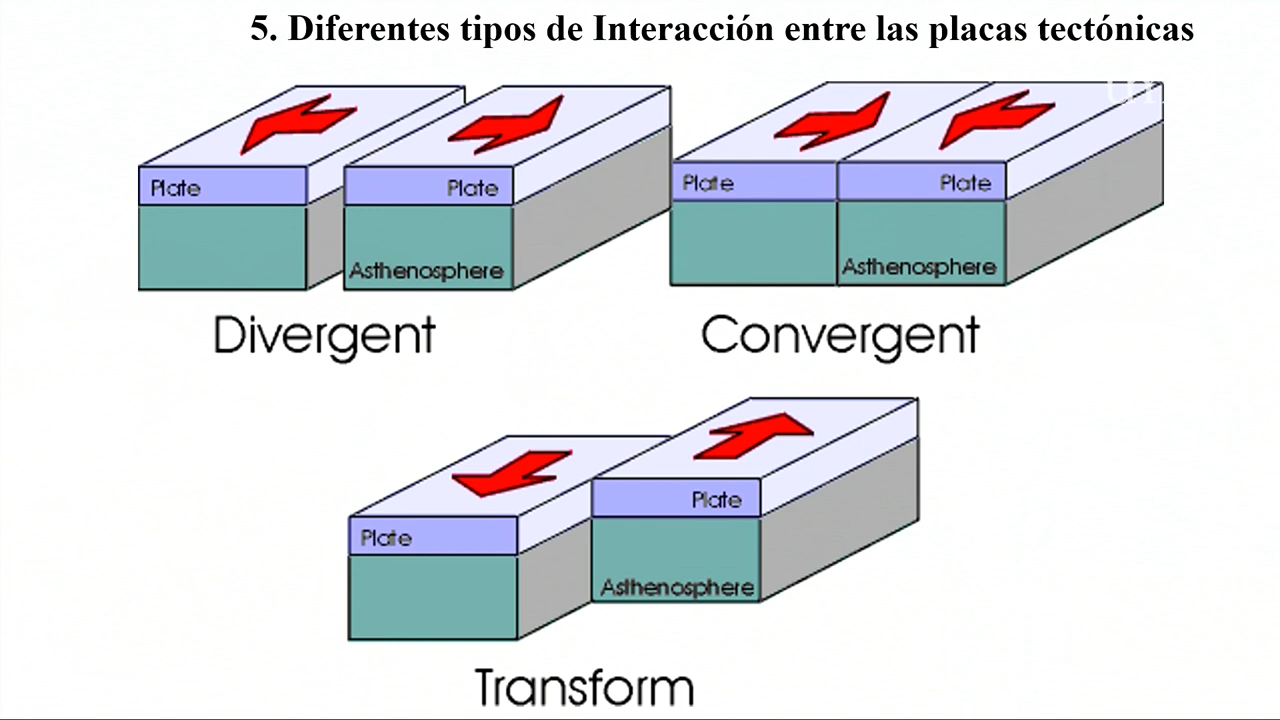 5. Diferentes tipos de Interacción entre las placas tectónicas
Plate
Plate
Asthenosphere
Divergent
Plate
Plate
Asthenosphere
Convergent
Plate
Plate
Asthenosphere
Transform